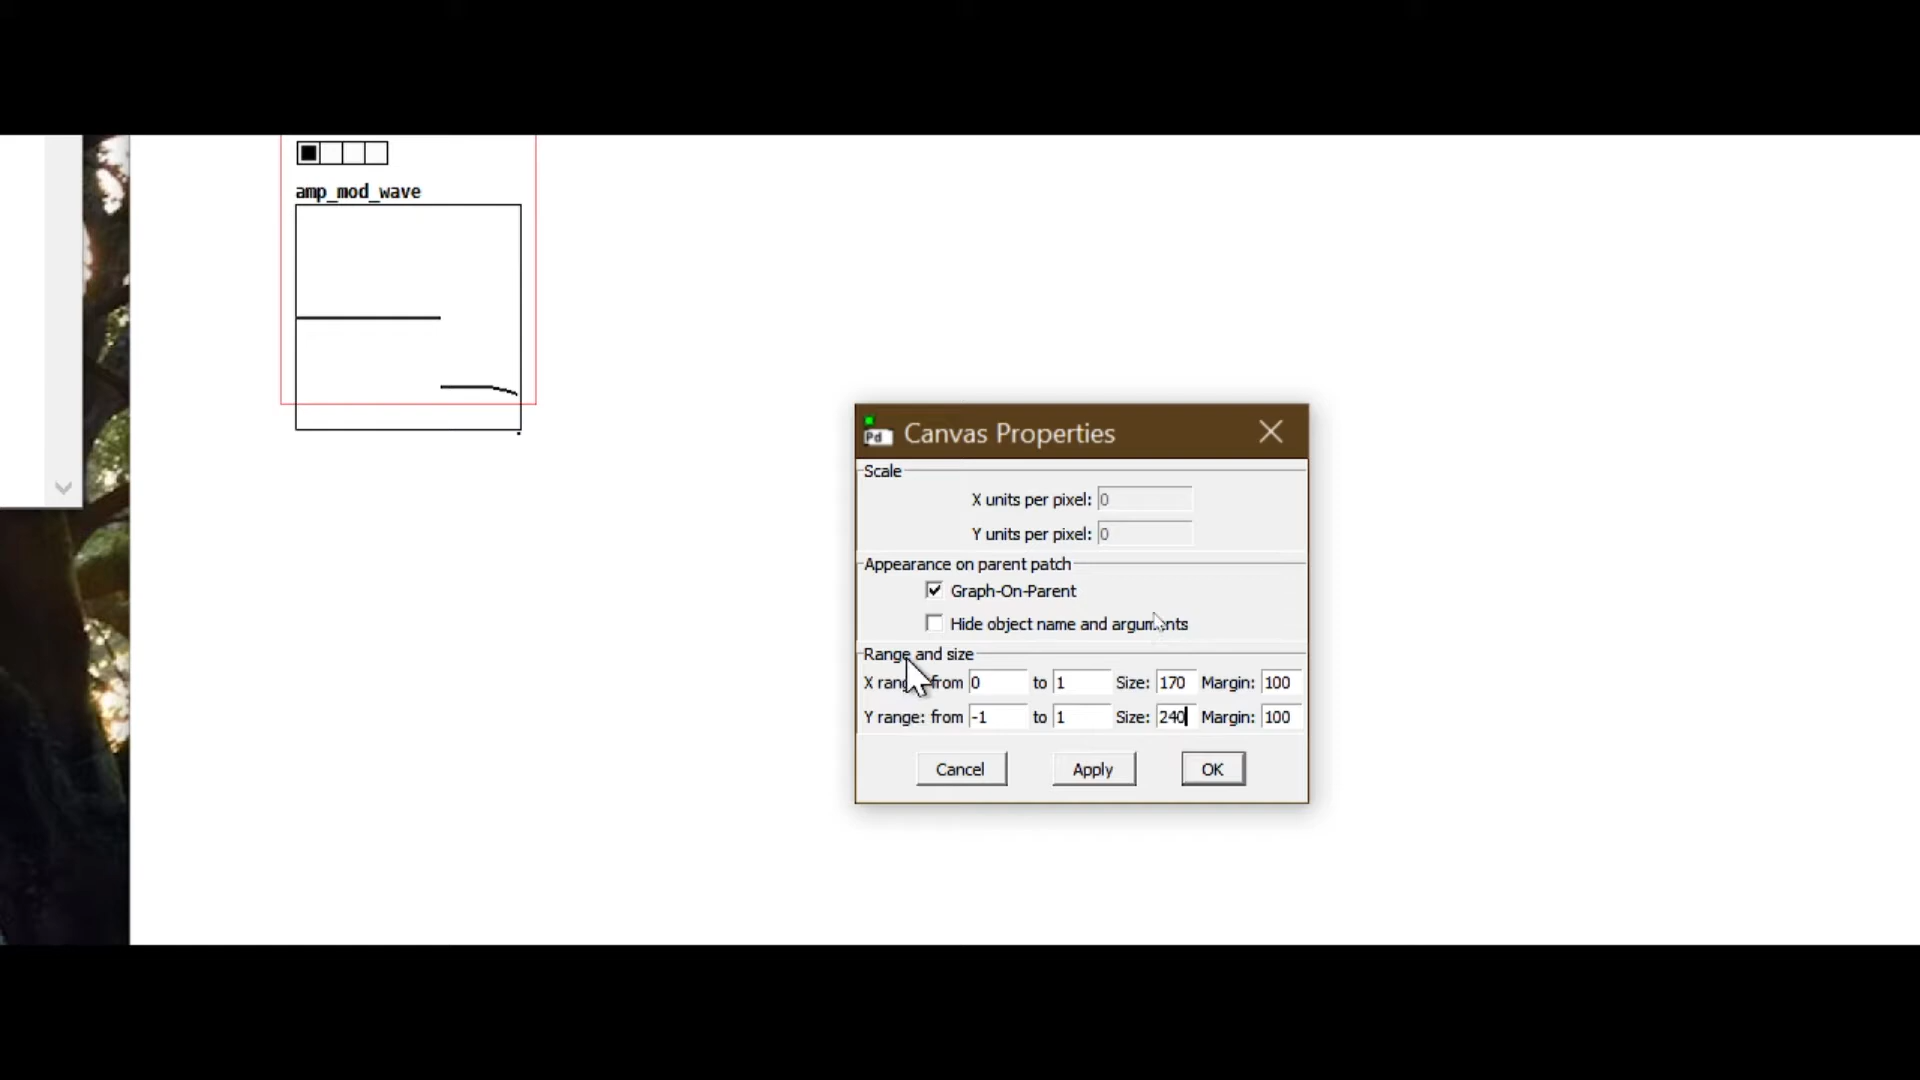 amp_mod_wave
Pd Canvas Properties
Scale
X units per pixel: 0
Y units per pixel: 0
Appearance on parent patch
Graph-On-Parent
Hide object name and arguments
Range and size
X range: from 0 to 1 Size: 170 Margin: 100
Y range: from -1 to 1 Size: 240 Margin: 100
Cancel Apply OK